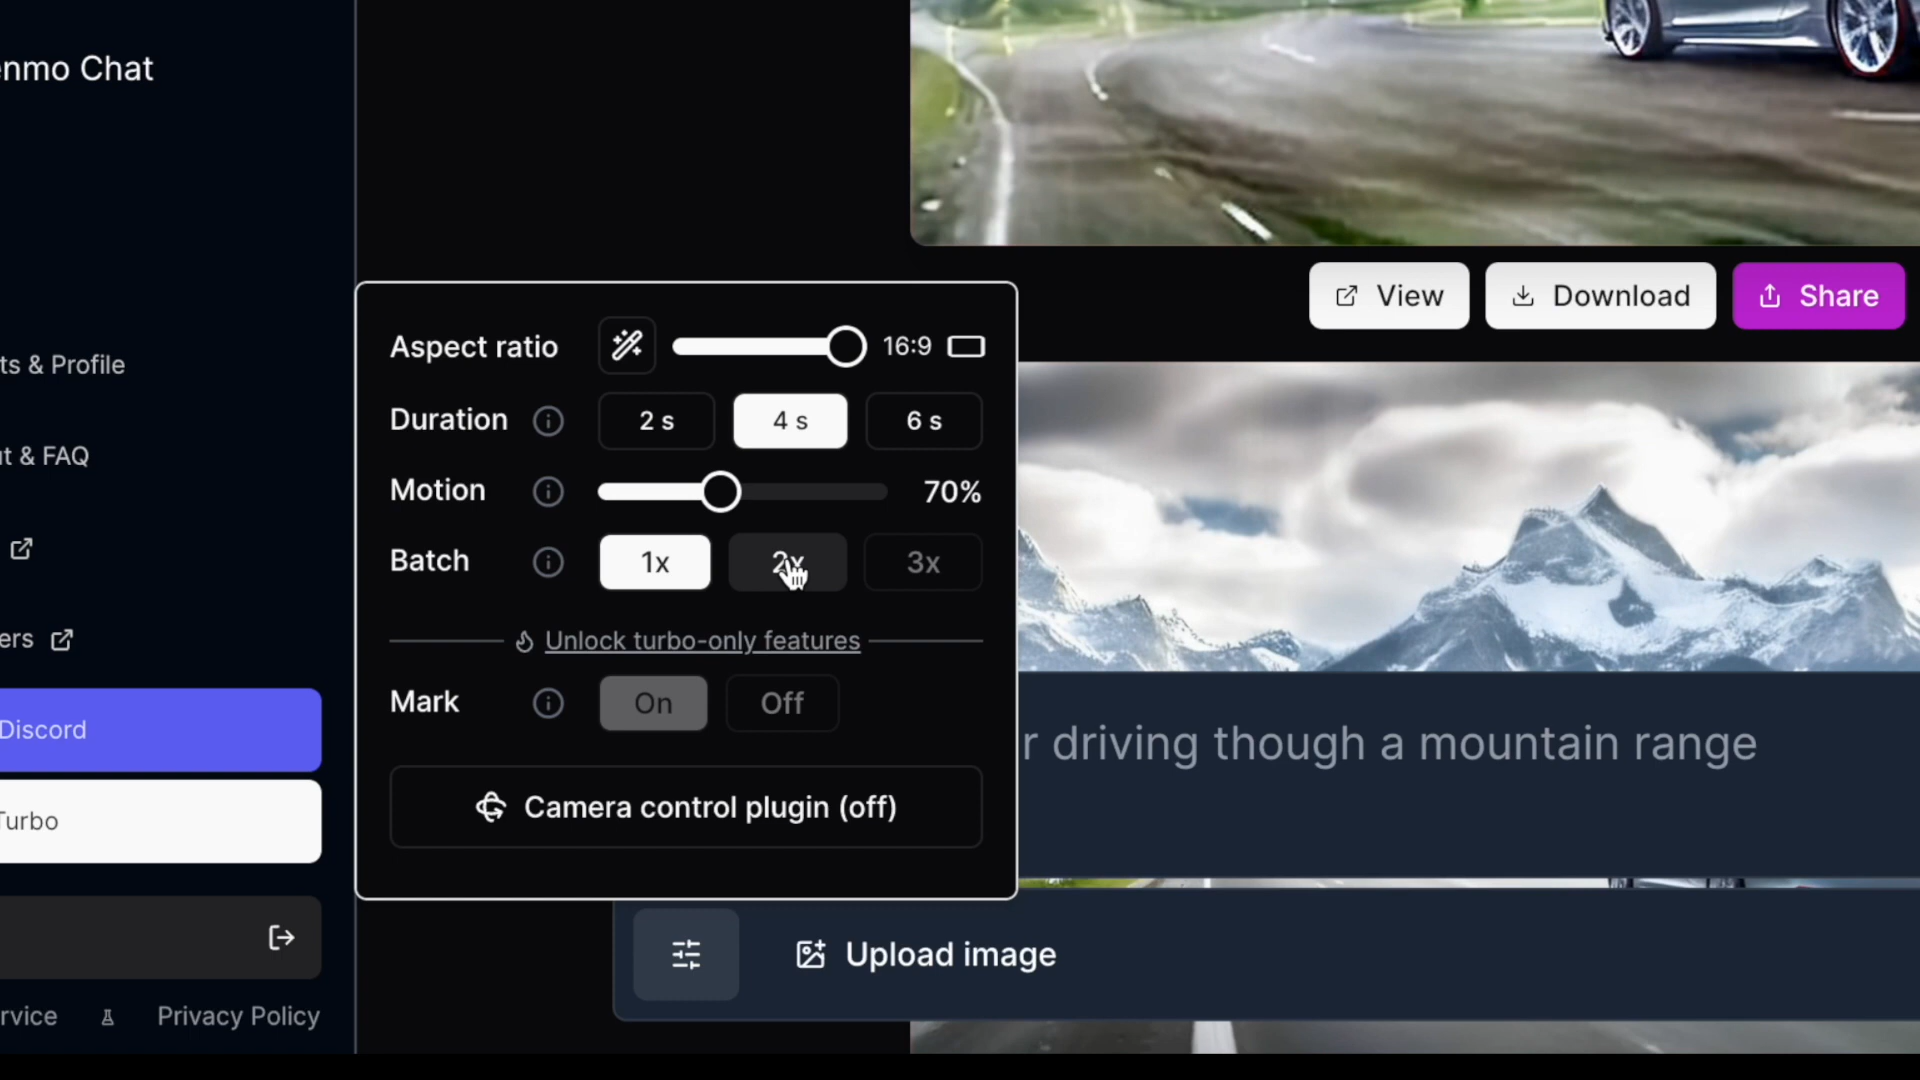 enmo Chat
ts & Profile
t & FAQ
ers
Discord
Turbo
rvice
Privacy Policy
View
Download
Share
Aspect ratio
16:9
Duration
2 s
4 s
6 s
Motion
70%
Batch
1x
2x
3x
Unlock turbo-only features
Mark
On
Off
Camera control plugin (off)
r driving though a mountain range
Upload image